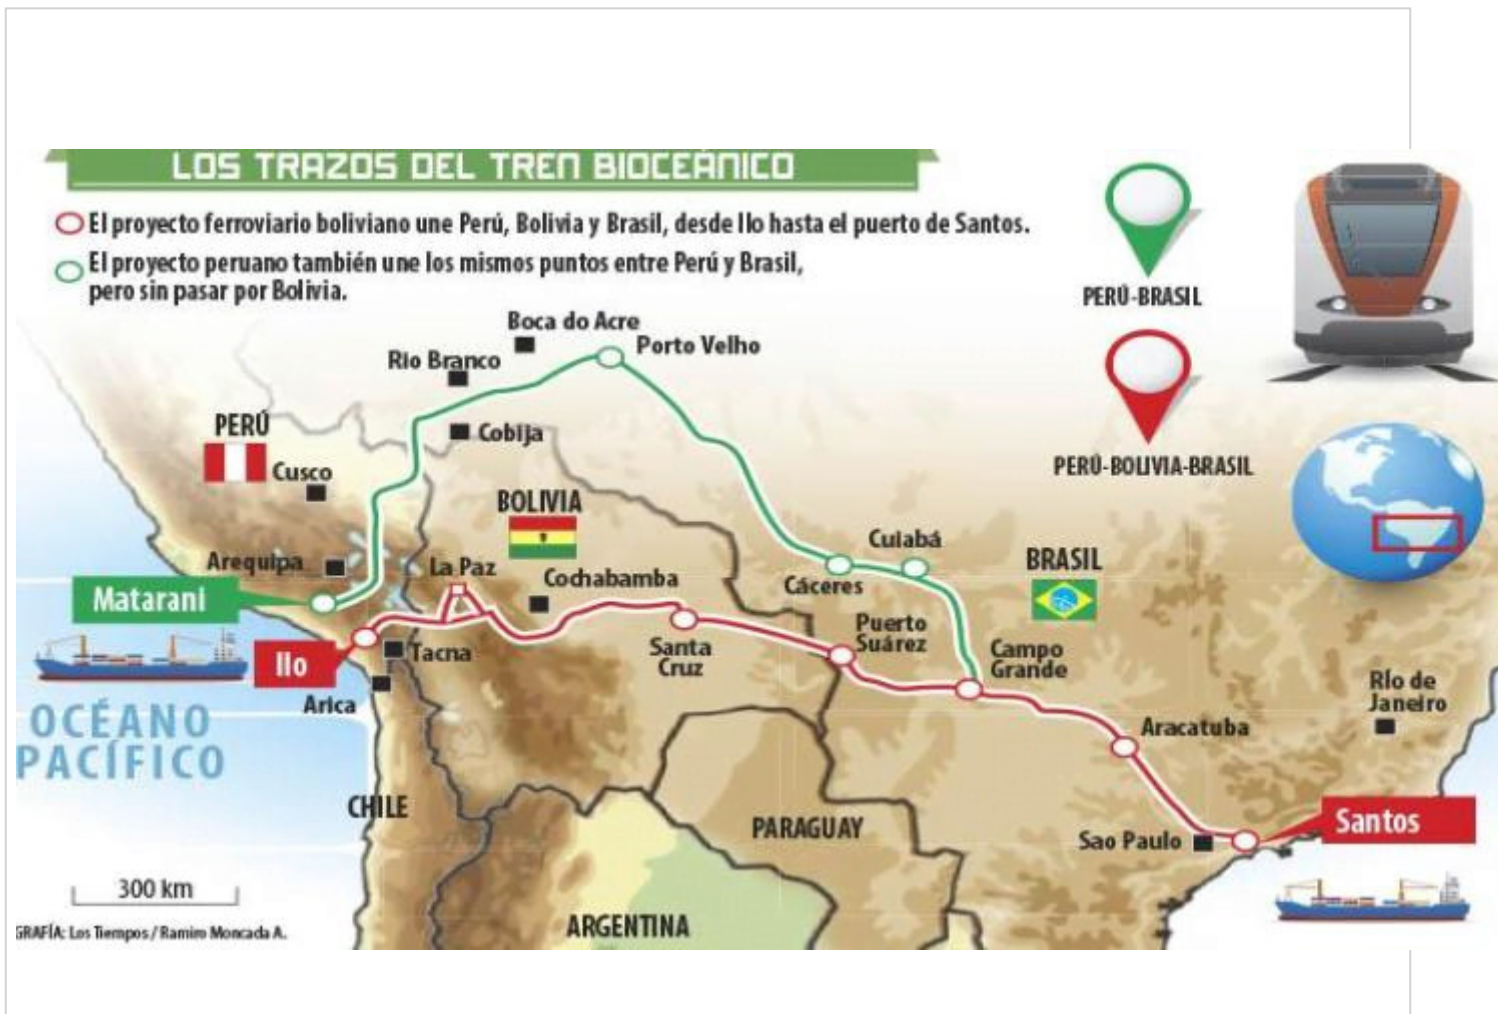 LOS TRAZOS DEL TREN BIOCEÁNICO
El proyecto ferroviario boliviano une Perú, Bolivia y Brasil, desde Ilo hasta el puerto de Santos.
El proyecto peruano también une los mismos puntos entre Perú y Brasil,
pero sin pasar por Bolivia.
PERÚ-BRASIL
PERÚ-BOLIVIA-BRASIL
Boca do Acre
Porto Velho
Río Branco
PERÚ
Cobija
Cusco
BOLIVIA
Arequipa
La Paz
Cochabamba
Cuiabá
Cáceres
BRASIL
Matarani
Puerto
Suárez
Santa
Cruz
Campo
Grande
Ilo
Tacna
Arica
Río de
Janeiro
OCÉANO
PACÍFICO
Aracatuba
CHILE
PARAGUAY
Santos
Sao Paulo
300 km
ARGENTINA
GRAFÍA: Los Tiempos / Ramiro Moncada A.